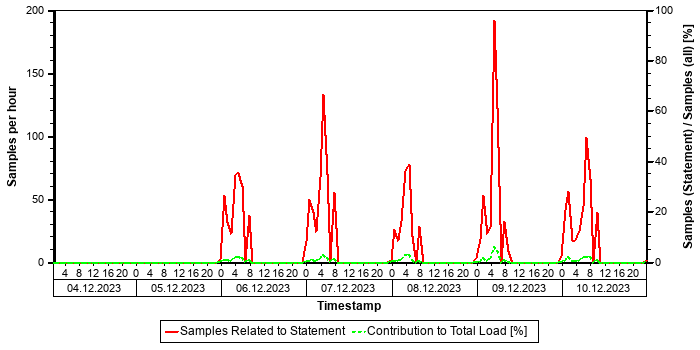 200
150
100
50
0
Samples per hour
100
80
60
40
20
0
Samples (Statement) / Samples (all) [%]
4 8 12 16 20 0 4 8 12 16 20 0 4 8 12 16 20 0 4 8 12 16 20 0 4 8 12 16 20 0 4 8 12 16 20 0 4 8 12 16 20
04.12.2023 05.12.2023 06.12.2023 07.12.2023 08.12.2023 09.12.2023 10.12.2023
Timestamp
Samples Related to Statement Contribution to Total Load [%]